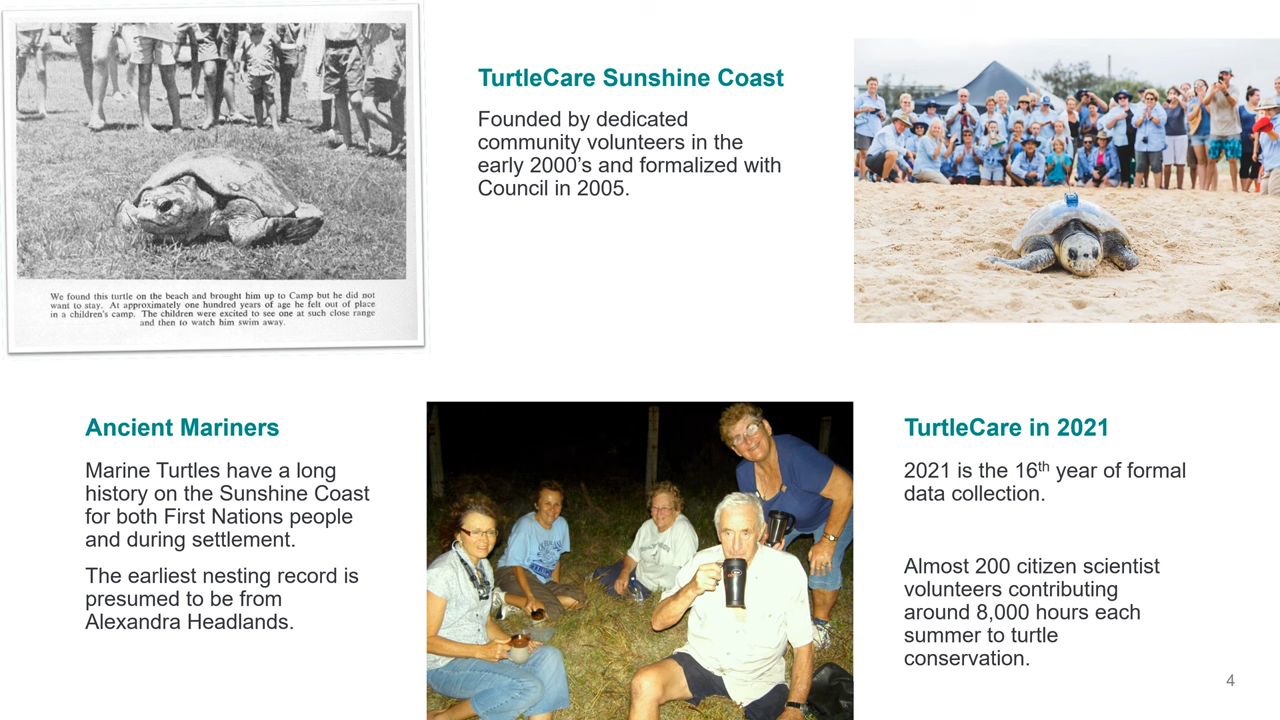 We found this turtle on the beach and brought him up to Camp but he did not
want to stay. At approximately one hundred years of age he felt out of place
in a children's camp. The children were excited to see one at such close range
and then to watch him swim away.
TurtleCare Sunshine Coast
Founded by dedicated
community volunteers in the
early 2000’s and formalized with
Council in 2005.
Ancient Mariners
Marine Turtles have a long
history on the Sunshine Coast
for both First Nations people
and during settlement.
The earliest nesting record is
presumed to be from
Alexandra Headlands.
TurtleCare in 2021
2021 is the 16th year of formal
data collection.
Almost 200 citizen scientist
volunteers contributing
around 8,000 hours each
summer to turtle
conservation.
4